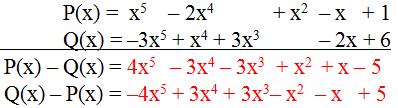 P(x) = x⁵ – 2x⁴ + x² – x + 1
Q(x) = –3x⁵ + x⁴ + 3x³ – 2x + 6
P(x) – Q(x) = 4x⁵ – 3x⁴ – 3x³ + x² + x – 5
Q(x) – P(x) = –4x⁵ + 3x⁴ + 3x³– x² – x + 5